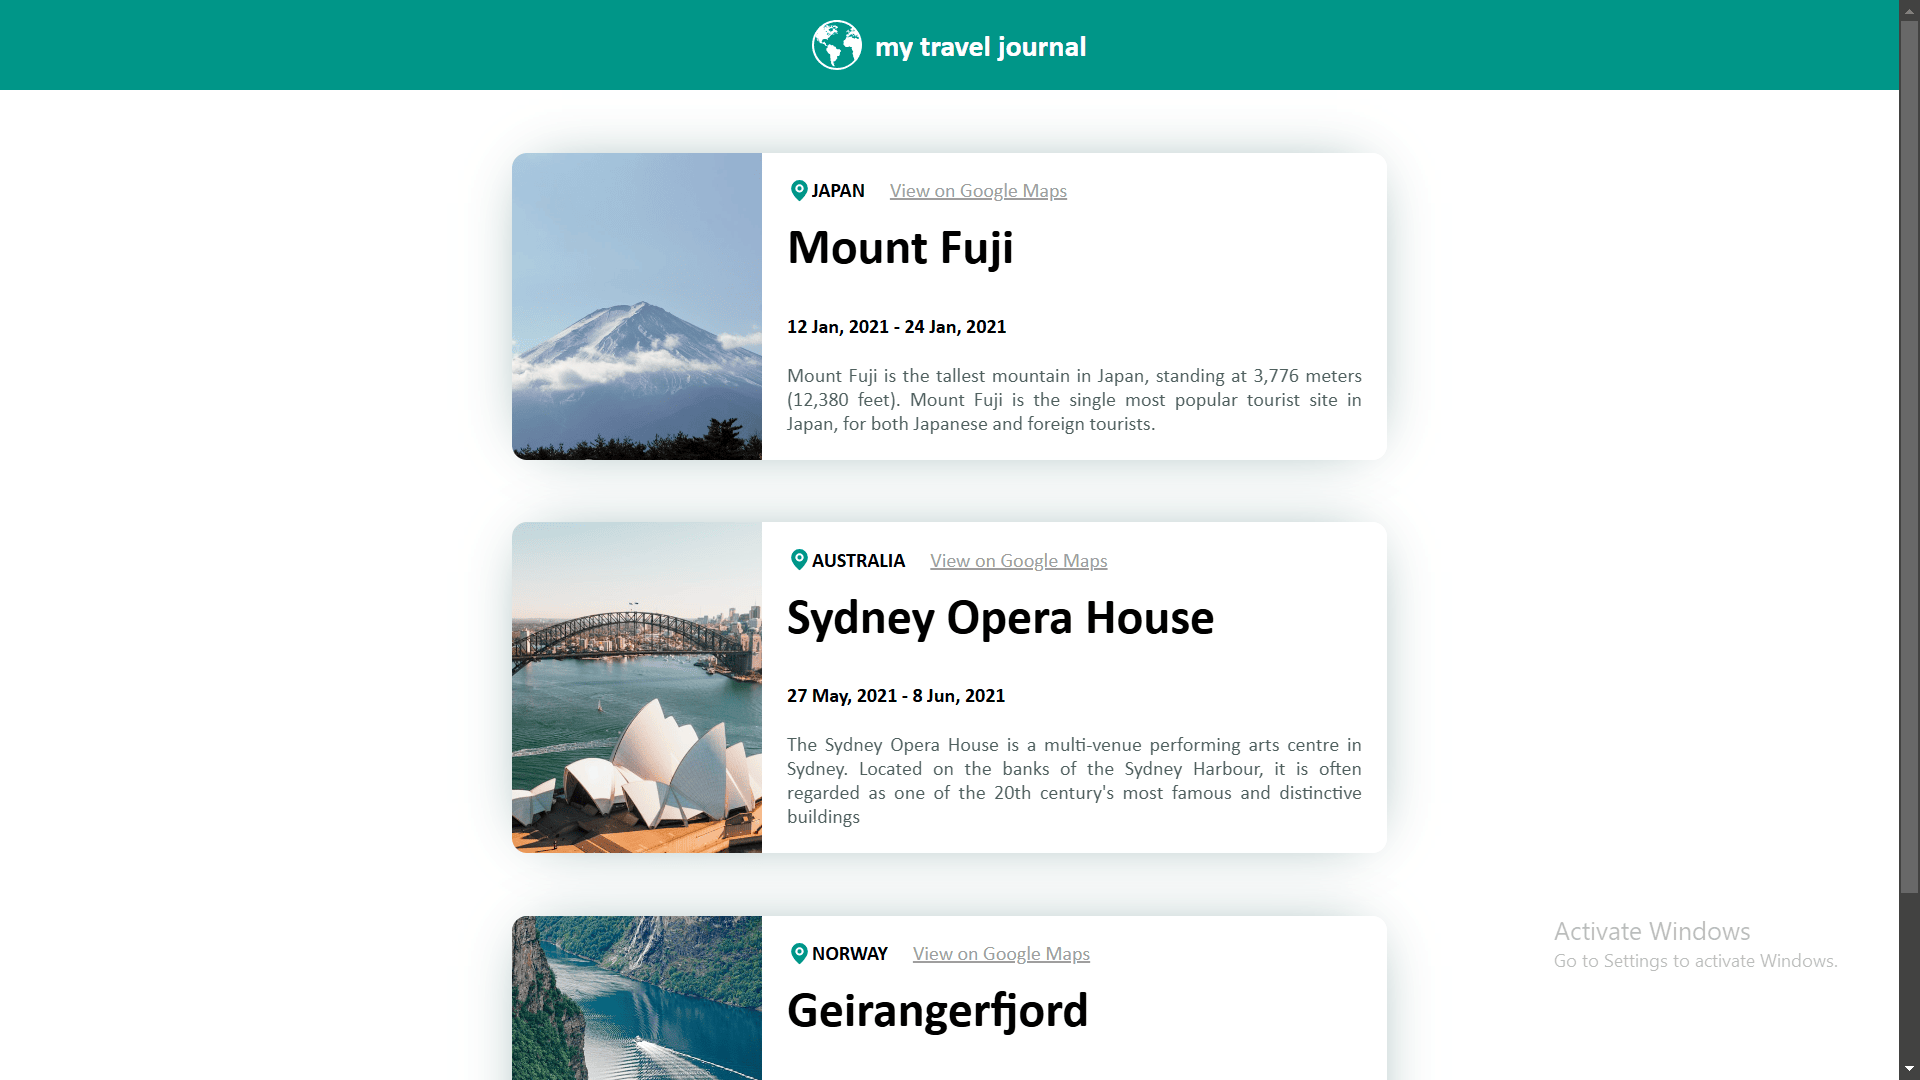 my travel journal
JAPAN View on Google Maps
Mount Fuji
12 Jan, 2021 - 24 Jan, 2021
Mount Fuji is the tallest mountain in Japan, standing at 3,776 meters
(12,380 feet). Mount Fuji is the single most popular tourist site in
Japan, for both Japanese and foreign tourists.
AUSTRALIA View on Google Maps
Sydney Opera House
27 May, 2021 - 8 Jun, 2021
The Sydney Opera House is a multi-venue performing arts centre in
Sydney. Located on the banks of the Sydney Harbour, it is often
regarded as one of the 20th century's most famous and distinctive
buildings
NORWAY View on Google Maps
Geirangerfjord
Activate Windows
Go to Settings to activate Windows.